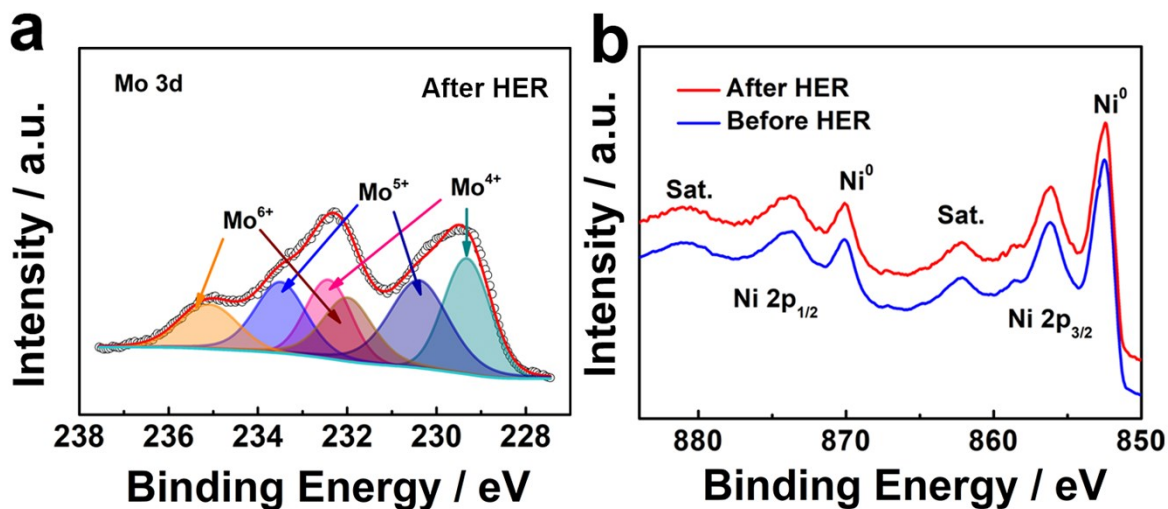 a
Mo 3d
After HER
Mo⁶⁺
Mo⁵⁺
Mo⁴⁺
Intensity / a.u.
238 236 234 232 230 228
Binding Energy / eV
b
After HER
Before HER
Ni⁰
Sat.
Ni⁰
Sat.
Ni 2p₁/₂
Ni 2p₃/₂
Intensity / a.u.
880 870 860 850
Binding Energy / eV